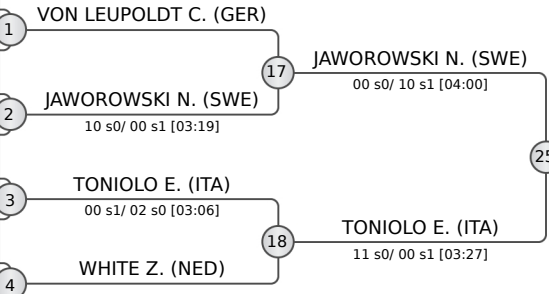 VON LEUPOLDT C. (GER)
1
17
JAWOROWSKI N. (SWE)
00 s0/ 10 s1 [04:00]
JAWOROWSKI N. (SWE)
2
10 s0/ 00 s1 [03:19]
25
TONIOLO E. (ITA)
3
00 s1/ 02 s0 [03:06]
18
TONIOLO E. (ITA)
11 s0/ 00 s1 [03:27]
WHITE Z. (NED)
4